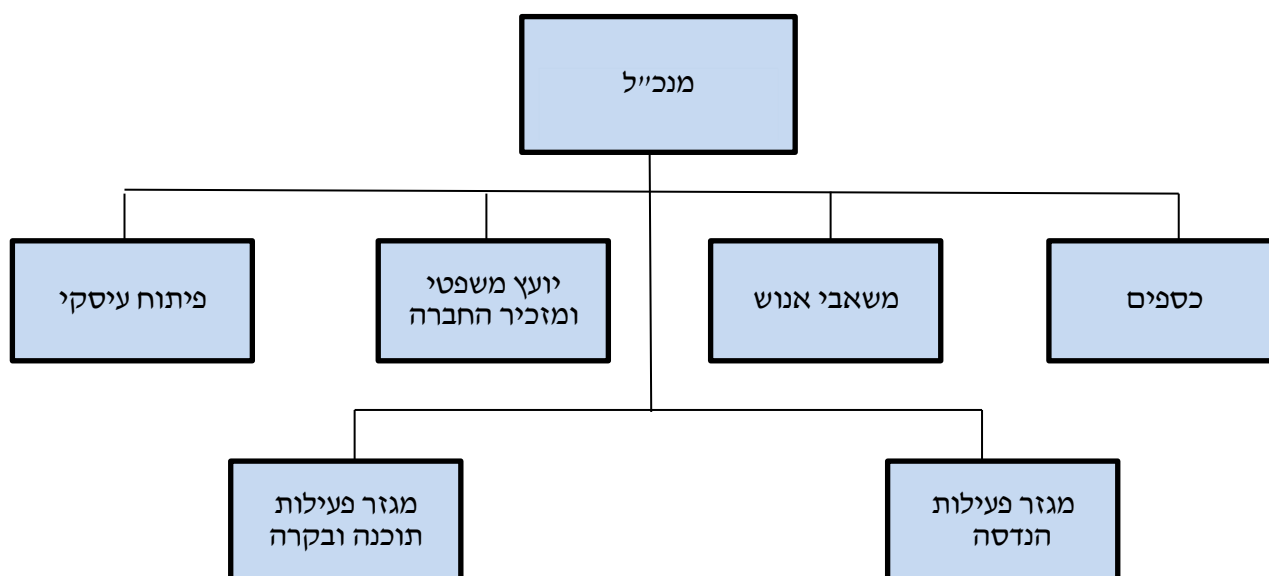 מנכ״ל
כספים
משאבי אנוש
יועץ משפטי
ומזכיר החברה
פיתוח עיסקי
מגזר פעילות
הנדסה
מגזר פעילות
תוכנה ובקרה